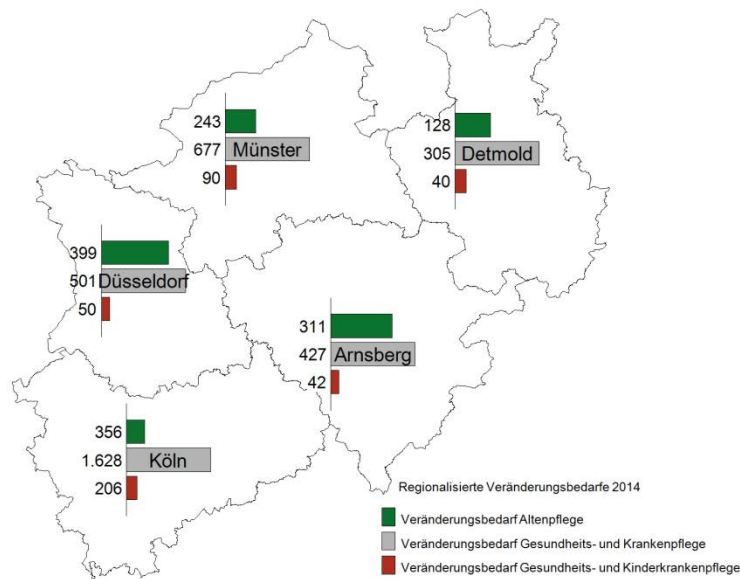 243
677 Münster
90
128
305 Detmold
40
399
501 Düsseldorf
50
311
427 Arnsberg
42
356
1.628 Köln
206
Regionalisierte Veränderungsbedarfe 2014
Veränderungsbedarf Altenpflege
Veränderungsbedarf Gesundheits- und Krankenpflege
Veränderungsbedarf Gesundheits- und Kinderkrankenpflege